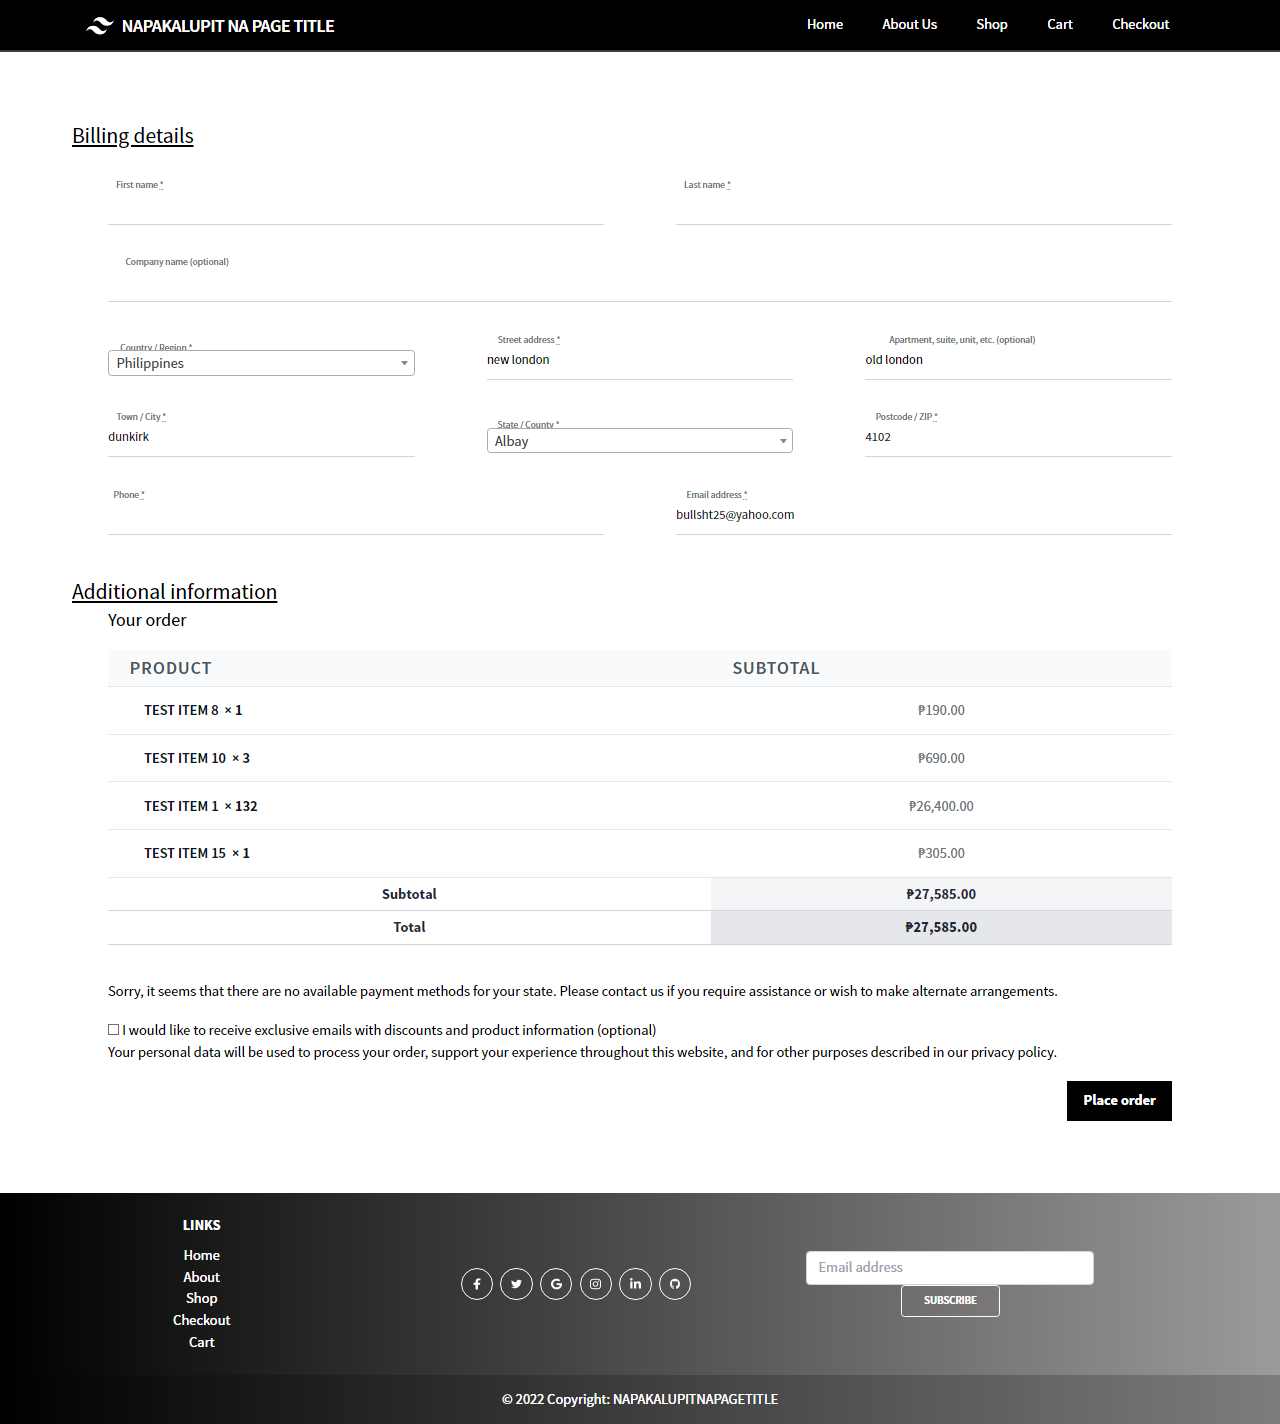 NAPAKALUPIT NA PAGE TITLE
Home About Us Shop Cart Checkout
Billing details
First name * Last name *
Company name (optional)
Country / Region * Street address * Apartment, suite, unit, etc. (optional)
Philippines new london old london
Town / City * State / County * Postcode / ZIP *
dunkirk Albay 4102
Phone * Email address *
bullsht25@yahoo.com
Additional information
Your order
PRODUCT SUBTOTAL
TEST ITEM 8 × 1 ₱190.00
TEST ITEM 10 × 3 ₱690.00
TEST ITEM 1 × 132 ₱26,400.00
TEST ITEM 15 × 1 ₱305.00
Subtotal ₱27,585.00
Total ₱27,585.00
Sorry, it seems that there are no available payment methods for your state. Please contact us if you require assistance or wish to make alternate arrangements.
I would like to receive exclusive emails with discounts and product information (optional)
Your personal data will be used to process your order, support your experience throughout this website, and for other purposes described in our privacy policy.
Place order
LINKS
Home
About
Shop
Checkout
Cart
Email address
SUBSCRIBE
© 2022 Copyright: NAPAKALUPITNAPAGETITLE